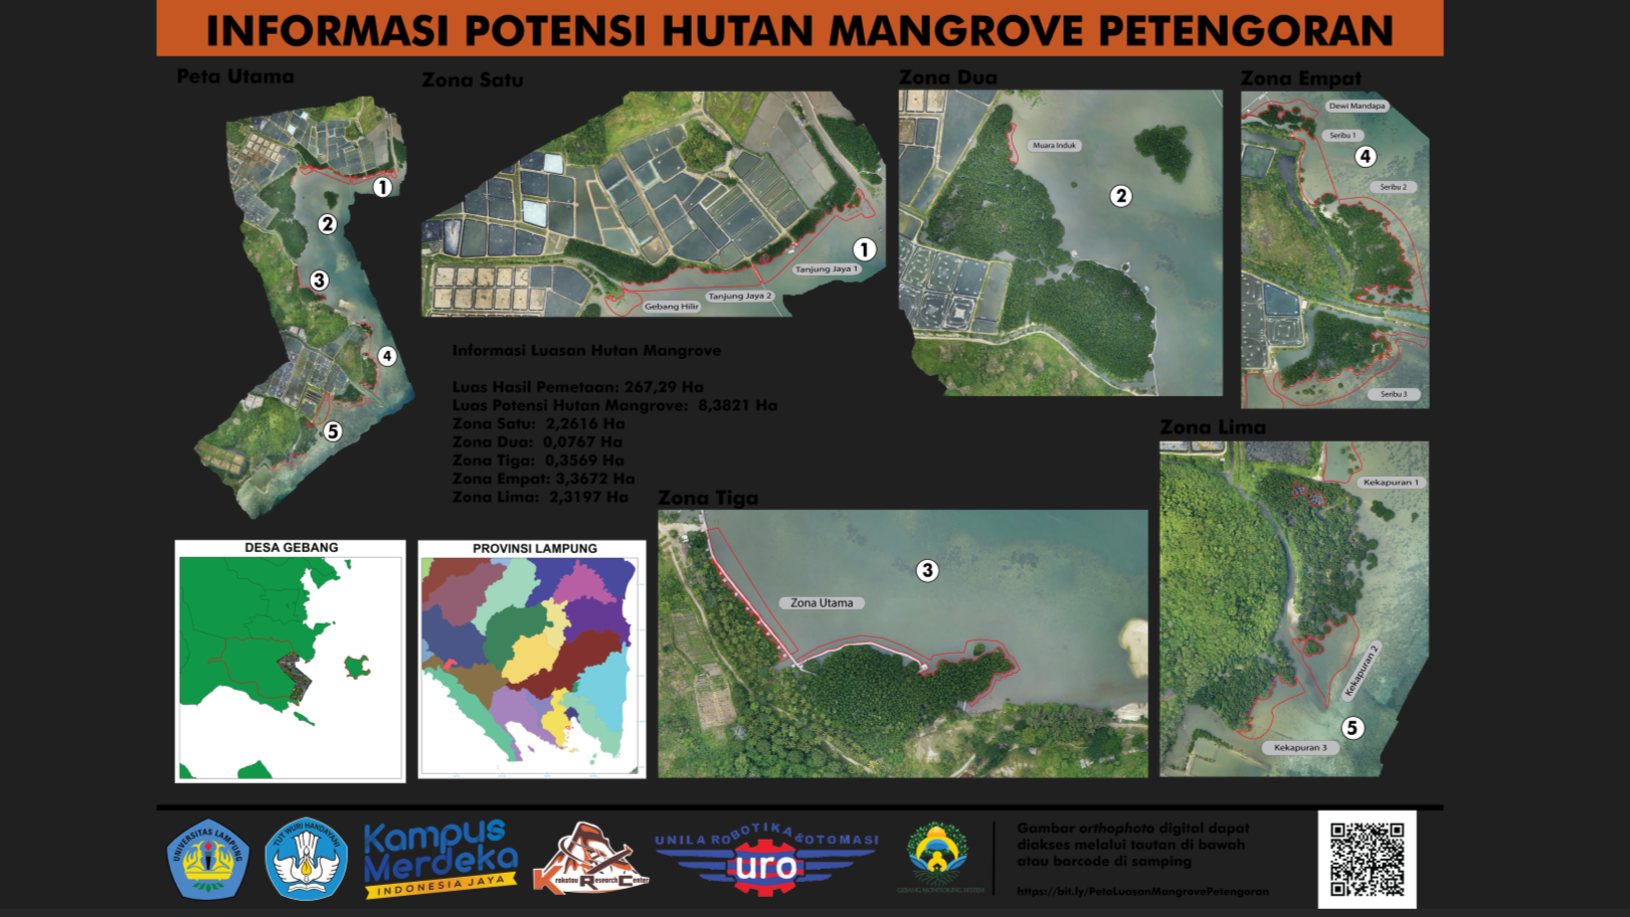 INFORMASI POTENSI HUTAN MANGROVE PETENGORAN
Peta Utama
1
2
3
4
5
Zona Satu
1
Tanjung Jaya 1
Tanjung Jaya 2
Gebang Hilir
Zona Dua
Muara Induk
2
Zona Empat
Dewi Mandapa
Seribu 1
4
Seribu 2
Seribu 3
Informasi Luasan Hutan Mangrove
Luas Hasil Pemetaan: 267,29 Ha
Luas Potensi Hutan Mangrove: 8,3821 Ha
Zona Satu: 2,2616 Ha
Zona Dua: 0,0767 Ha
Zona Tiga: 0,3569 Ha
Zona Empat: 3,3672 Ha
Zona Lima: 2,3197 Ha
Zona Tiga
3
Zona Utama
Zona Lima
Kekapuran 1
Kekapuran 2
5
Kekapuran 3
DESA GEBANG
PROVINSI LAMPUNG
UNIVERSITAS LAMPUNG
TUT WURI HANDAYANI
Kampus
Merdeka
INDONESIA JAYA
Krakatau Research Center
UNILA ROBOTIKA & OTOMASI
uro
GEBANG MONITORING SYSTEM
Gambar orthophoto digital dapat
diakses melalui tautan di bawah
atau barcode di samping
https://bit.ly/PetaLuasanMangrovePetengoran